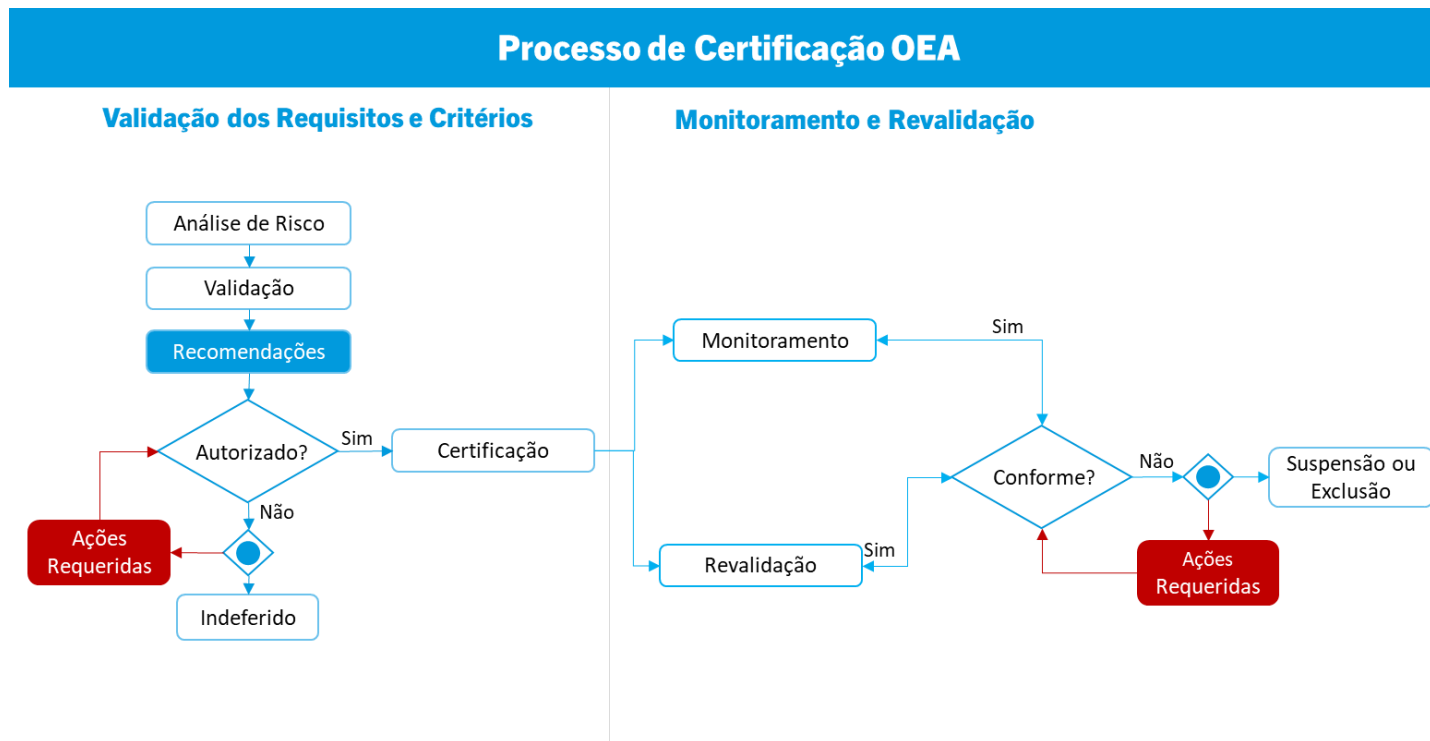 Processo de Certificação OEA
Validação dos Requisitos e Critérios
Análise de Risco
Validação
Recomendações
Autorizado?
Sim
Certificação
Não
Ações
Requeridas
Indeferido
Monitoramento e Revalidação
Monitoramento
Sim
Revalidação
Sim
Conforme?
Não
Suspensão ou
Exclusão
Ações
Requeridas